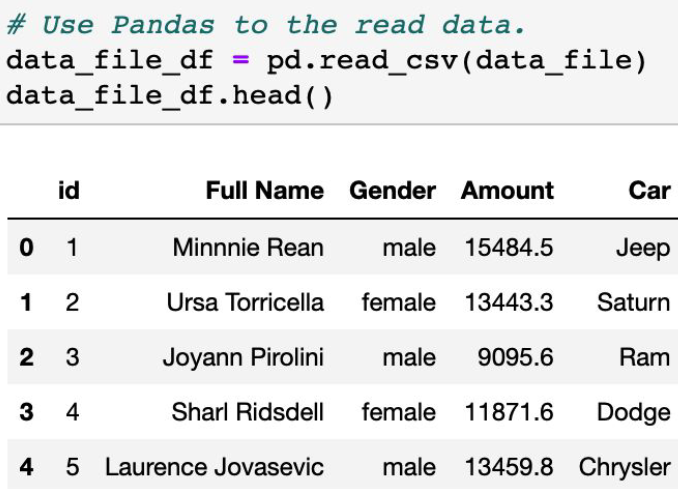 # Use Pandas to the read data.
data_file_df = pd.read_csv(data_file)
data_file_df.head()
id Full Name Gender Amount Car
0 1 Minnnie Rean male 15484.5 Jeep
1 2 Ursa Torricella female 13443.3 Saturn
2 3 Joyann Pirolini male 9095.6 Ram
3 4 Sharl Ridsdell female 11871.6 Dodge
4 5 Laurence Jovasevic male 13459.8 Chrysler